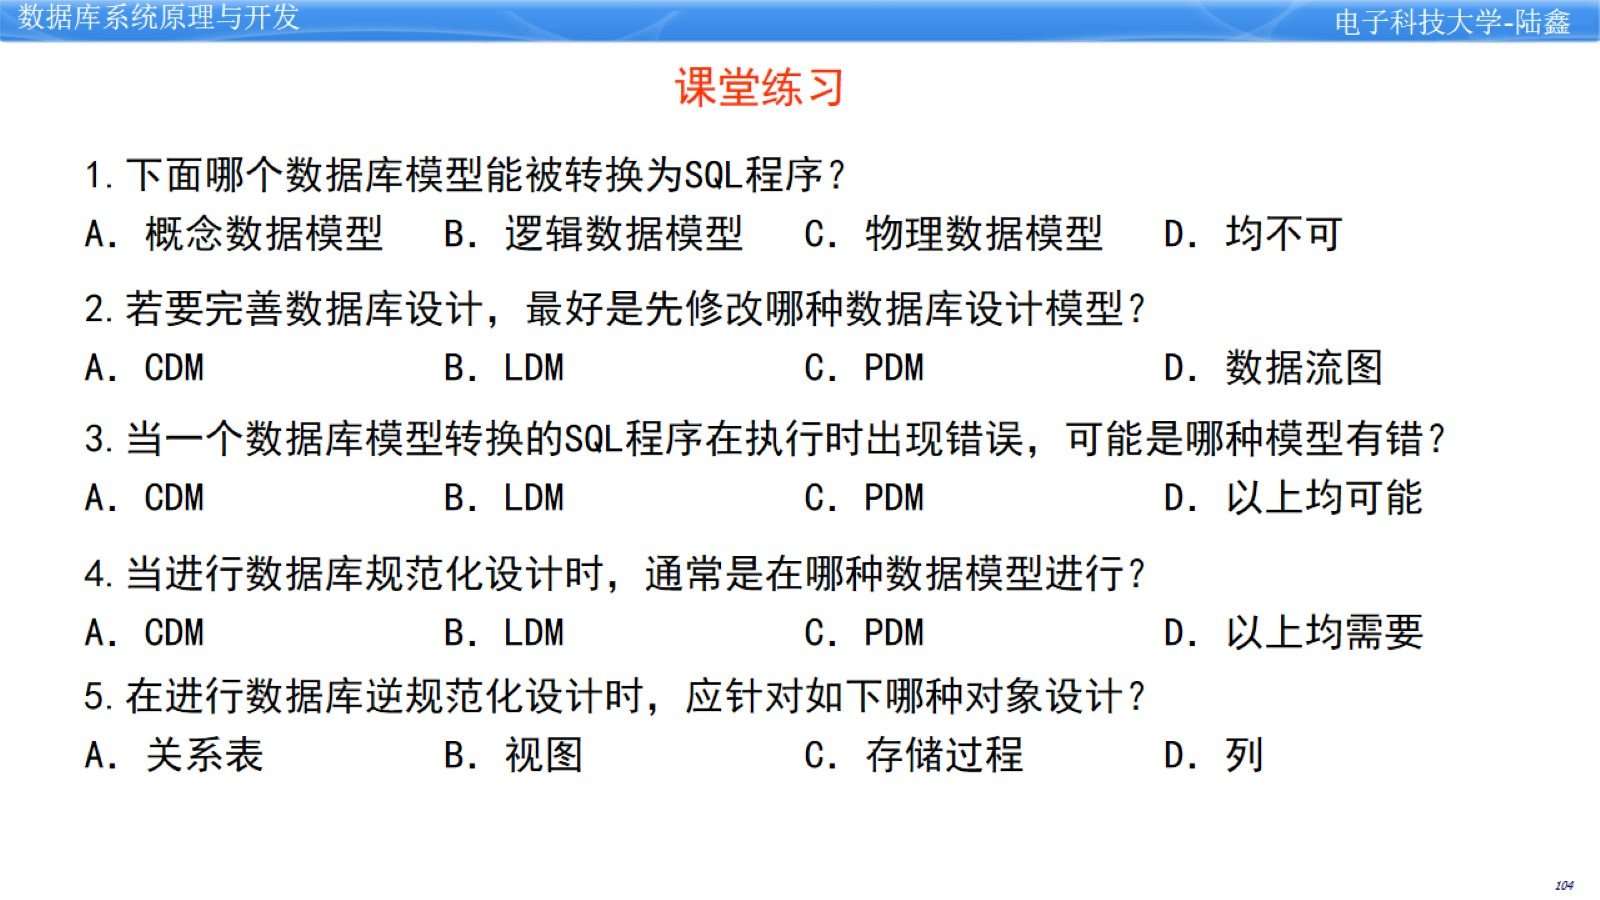 数据库系统原理与开发
电子科技大学-陆鑫
课堂练习
1.下面哪个数据库模型能被转换为SQL程序？
A．概念数据模型 B．逻辑数据模型 C．物理数据模型 D．均不可
2.若要完善数据库设计，最好是先修改哪种数据库设计模型？
A．CDM B．LDM C．PDM D．数据流图
3.当一个数据库模型转换的SQL程序在执行时出现错误，可能是哪种模型有错？
A．CDM B．LDM C．PDM D．以上均可能
4.当进行数据库规范化设计时，通常是在哪种数据模型进行？
A．CDM B．LDM C．PDM D．以上均需要
5.在进行数据库逆规范化设计时，应针对如下哪种对象设计？
A．关系表 B．视图 C．存储过程 D．列
104